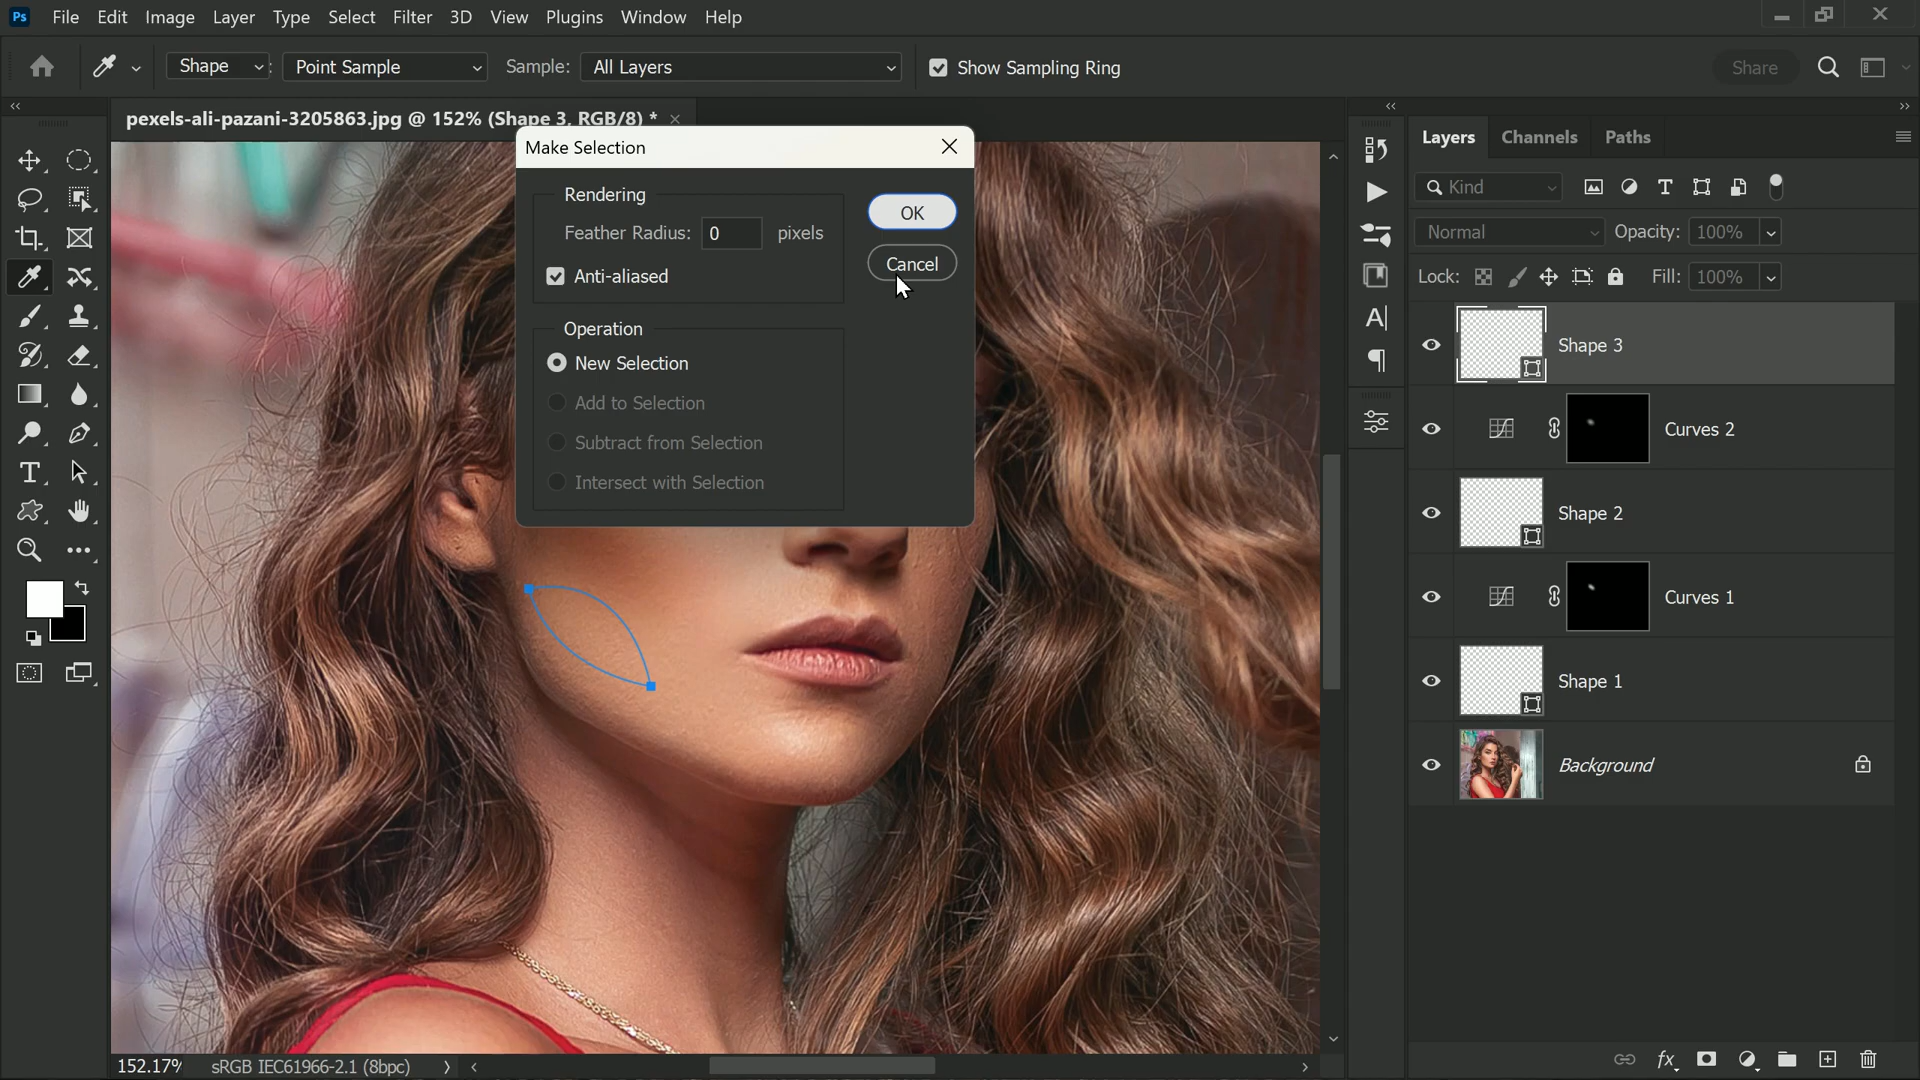 Ps File Edit Image Layer Type Select Filter 3D View Plugins Window Help
Shape : Point Sample Sample: All Layers Show Sampling Ring Share
pexels-ali-pazani-3205863.jpg @ 152% (Shape 3, RGB/8) *
Make Selection
Rendering
Feather Radius: 0 pixels
Anti-aliased
OK
Cancel
Operation
New Selection
Add to Selection
Subtract from Selection
Intersect with Selection
Layers Channels Paths
Kind
Normal Opacity: 100%
Lock: Fill: 100%
Shape 3
Curves 2
Shape 2
Curves 1
Shape 1
Background
152.17% sRGB IEC61966-2.1 (8bpc)